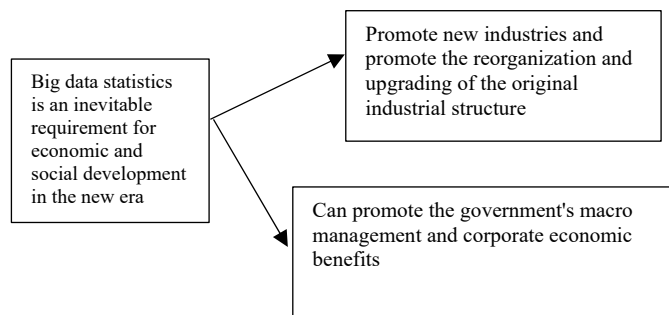 Big data statistics
is an inevitable
requirement for
economic and
social development
in the new era
Promote new industries and
promote the reorganization and
upgrading of the original
industrial structure
Can promote the government's macro
management and corporate economic
benefits